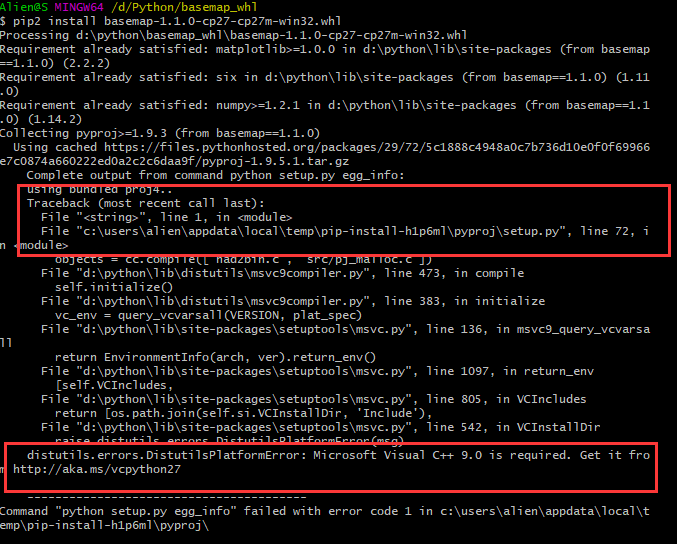 Alien@S MINGW64 /d/Python/basemap_whl
$ pip2 install basemap-1.1.0-cp27-cp27m-win32.whl
Processing d:\python\basemap_whl\basemap-1.1.0-cp27-cp27m-win32.whl
Requirement already satisfied: matplotlib>=1.0.0 in d:\python\lib\site-packages (from basemap
==1.1.0) (2.2.2)
Requirement already satisfied: six in d:\python\lib\site-packages (from basemap==1.1.0) (1.11
.0)
Requirement already satisfied: numpy>=1.2.1 in d:\python\lib\site-packages (from basemap==1.1
.0) (1.14.2)
Collecting pyproj>=1.9.3 (from basemap==1.1.0)
  Using cached https://files.pythonhosted.org/packages/29/72/5c1888c4948a0c7b736d10e0f0f69966
e7c0874a660222ed0a2c2c6daa9f/pyproj-1.9.5.1.tar.gz
    Complete output from command python setup.py egg_info:
    using bundled proj4..
    Traceback (most recent call last):
      File "<string>", line 1, in <module>
      File "c:\users\alien\appdata\local\temp\pip-install-h1p6ml\pyproj\setup.py", line 72, i
n <module>
        objects = cc.compile(['nad2bin.c', 'src/pj_malloc.c'])
      File "d:\python\lib\distutils\msvc9compiler.py", line 473, in compile
        self.initialize()
      File "d:\python\lib\distutils\msvc9compiler.py", line 383, in initialize
        vc_env = query_vcvarsall(VERSION, plat_spec)
      File "d:\python\lib\site-packages\setuptools\msvc.py", line 136, in msvc9_query_vcvarsa
ll
        return EnvironmentInfo(arch, ver).return_env()
      File "d:\python\lib\site-packages\setuptools\msvc.py", line 1097, in return_env
        [self.VCIncludes,
      File "d:\python\lib\site-packages\setuptools\msvc.py", line 805, in VCIncludes
        return [os.path.join(self.si.VCInstallDir, 'Include'),
      File "d:\python\lib\site-packages\setuptools\msvc.py", line 542, in VCInstallDir
        raise distutils.errors.DistutilsPlatformError(msg)
    distutils.errors.DistutilsPlatformError: Microsoft Visual C++ 9.0 is required. Get it fro
m http://aka.ms/vcpython27
    ----------------------------------------
Command "python setup.py egg_info" failed with error code 1 in c:\users\alien\appdata\local\t
emp\pip-install-h1p6ml\pyproj\